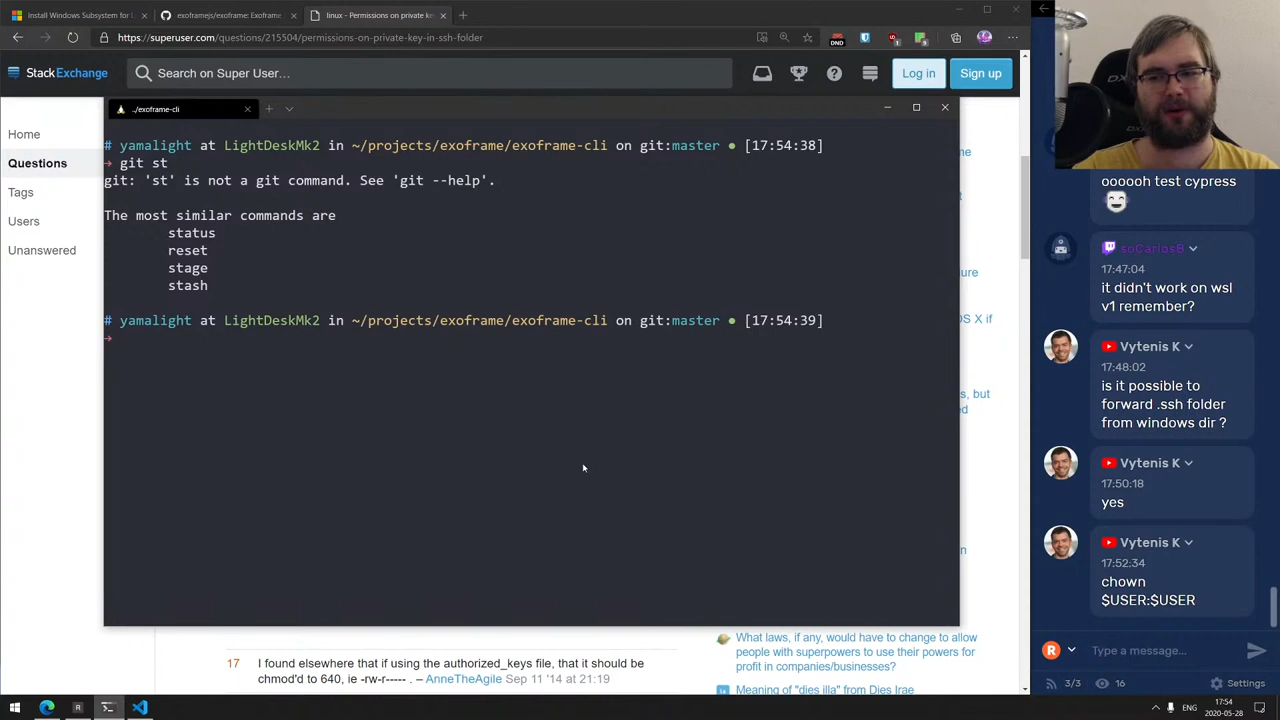 Install Windows Subsystem for L
exoframejs/exoframe: Exoframe
linux - Permissions on private ke
https://superuser.com/questions/215504/permiss
private-key-in-ssh-folder
DND
StackExchange
Search on Super User…
Log in
Sign up
Home
Questions
Tags
Users
Unanswered
../exoframe-cli
# yamalight at LightDeskMk2 in ~/projects/exoframe/exoframe-cli on git:master ● [17:54:38]
➜ git st
git: 'st' is not a git command. See 'git --help'.
The most similar commands are
status
reset
stage
stash
# yamalight at LightDeskMk2 in ~/projects/exoframe/exoframe-cli on git:master ● [17:54:39]
➜
me
ure
OS X if
s, but
ed
n
17
I found elsewhere that if using the authorized_keys file, that it should be
chmod'd to 640, ie -rw-r----- . – AnneTheAgile Sep 11 '14 at 21:19
What laws, if any, would have to change to allow
people with superpowers to use their powers for
profit in companies/businesses?
Meaning of "dies illa" from Dies Irae
DX
oooooh test cypress
soCariosB
17:47:04
it didn't work on wsl
v1 remember?
Vytenis K
17:48:02
is it possible to
forward .ssh folder
from windows dir ?
Vytenis K
17:50:18
yes
Vytenis K
17:52:34
chown
$USER:$USER
R
Type a message...
3/3
16
Settings
R
ENG
17:54
2020-05-28